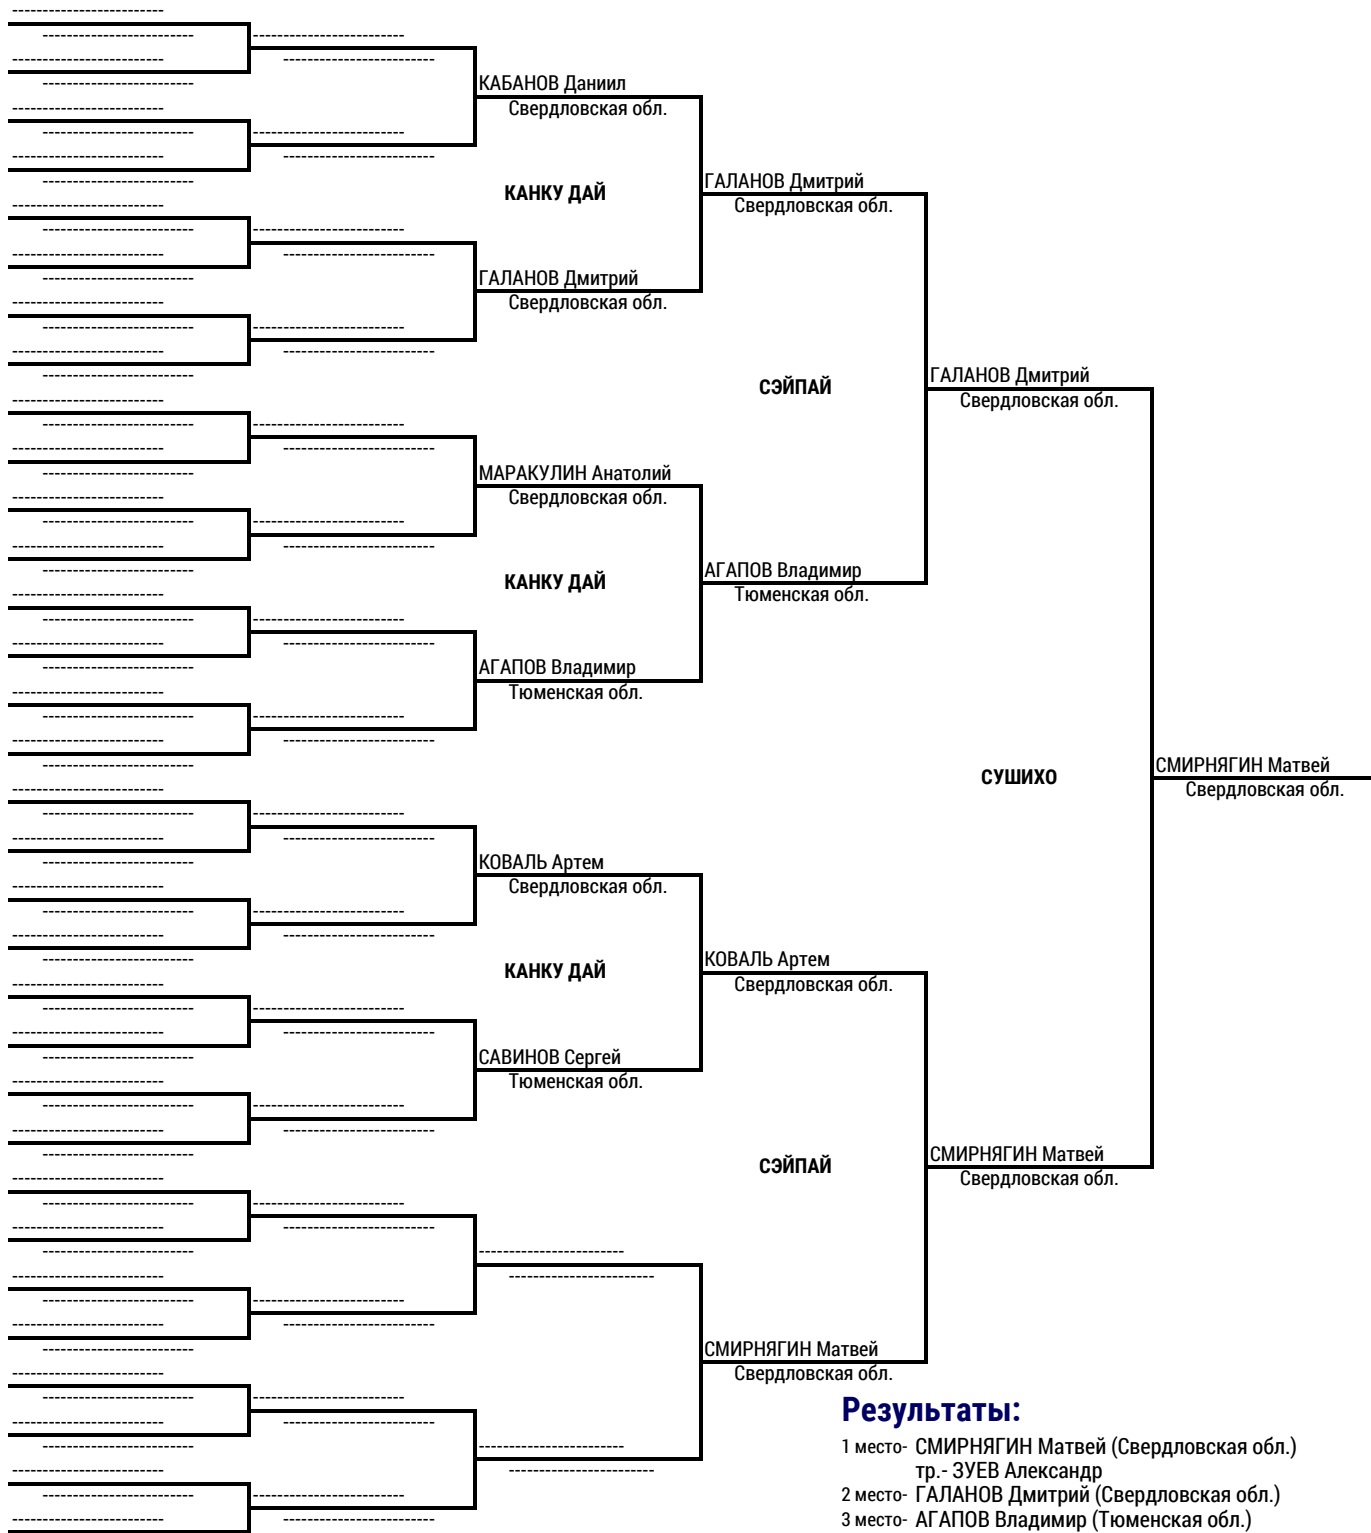 КАБАНОВ Даниил
Свердловская обл.
КАНКУ ДАЙ
ГАЛАНОВ Дмитрий
Свердловская обл.
ГАЛАНОВ Дмитрий
Свердловская обл.
СЭЙПАЙ
ГАЛАНОВ Дмитрий
Свердловская обл.
МАРАКУЛИН Анатолий
Свердловская обл.
КАНКУ ДАЙ
АГАПОВ Владимир
Тюменская обл.
АГАПОВ Владимир
Тюменская обл.
СУШИХО
СМИРНЯГИН Матвей
Свердловская обл.
КОВАЛЬ Артем
Свердловская обл.
КАНКУ ДАЙ
КОВАЛЬ Артем
Свердловская обл.
САВИНОВ Сергей
Тюменская обл.
СЭЙПАЙ
СМИРНЯГИН Матвей
Свердловская обл.
СМИРНЯГИН Матвей
Свердловская обл.
Результаты:
1 место- СМИРНЯГИН Матвей (Свердловская обл.)
тр.- ЗУЕВ Александр
2 место- ГАЛАНОВ Дмитрий (Свердловская обл.)
3 место- АГАПОВ Владимир (Тюменская обл.)